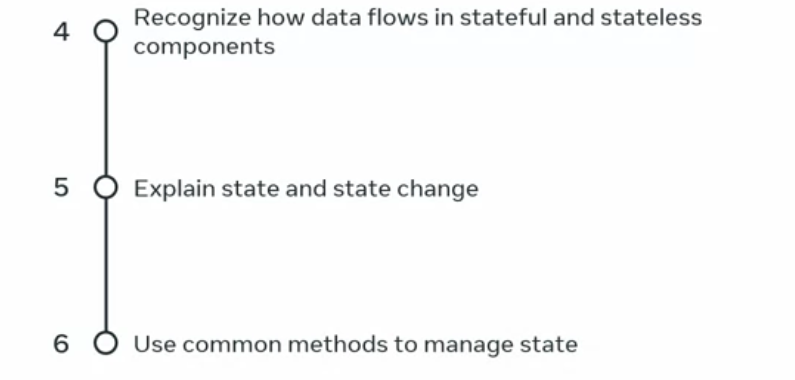 4 Recognize how data flows in stateful and stateless
components
5 Explain state and state change
6 Use common methods to manage state